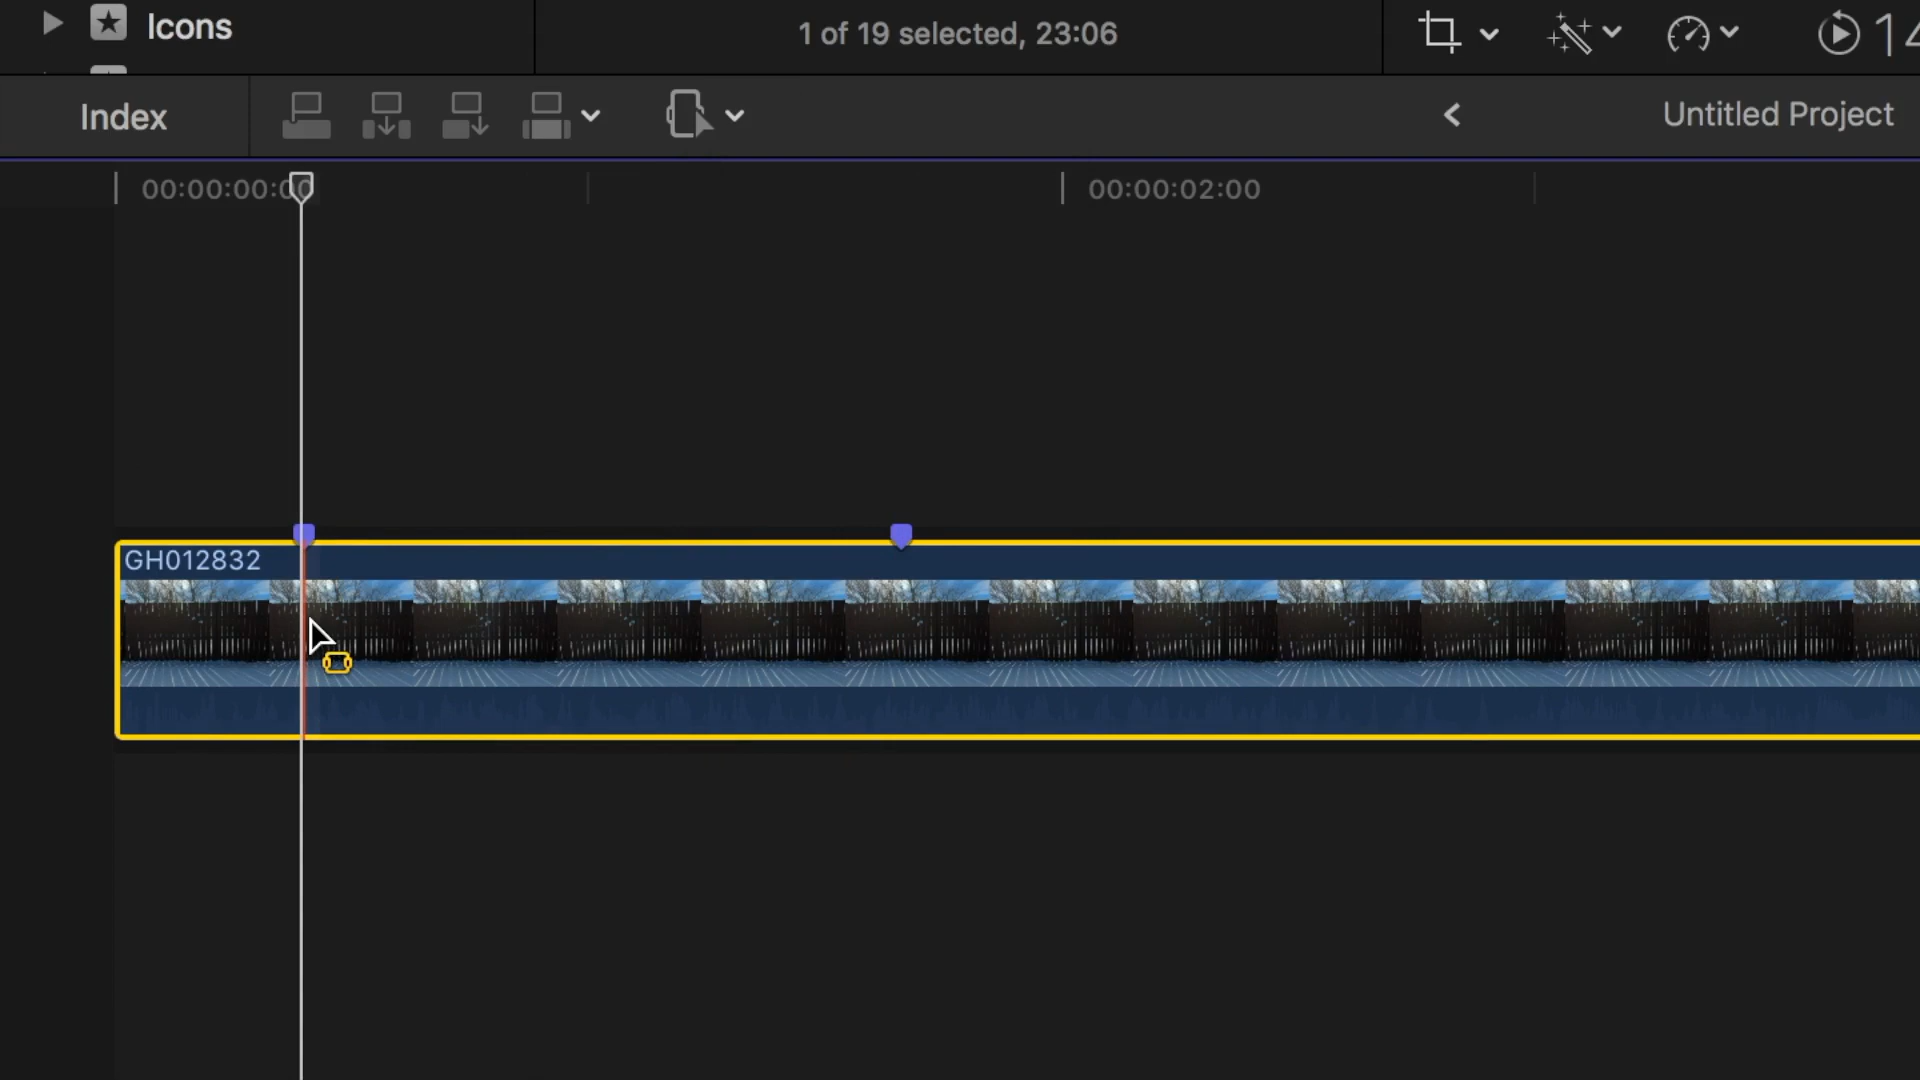 Icons
1 of 19 selected, 23:06
Index
Untitled Project
00:00:00:00
00:00:02:00
GH012832